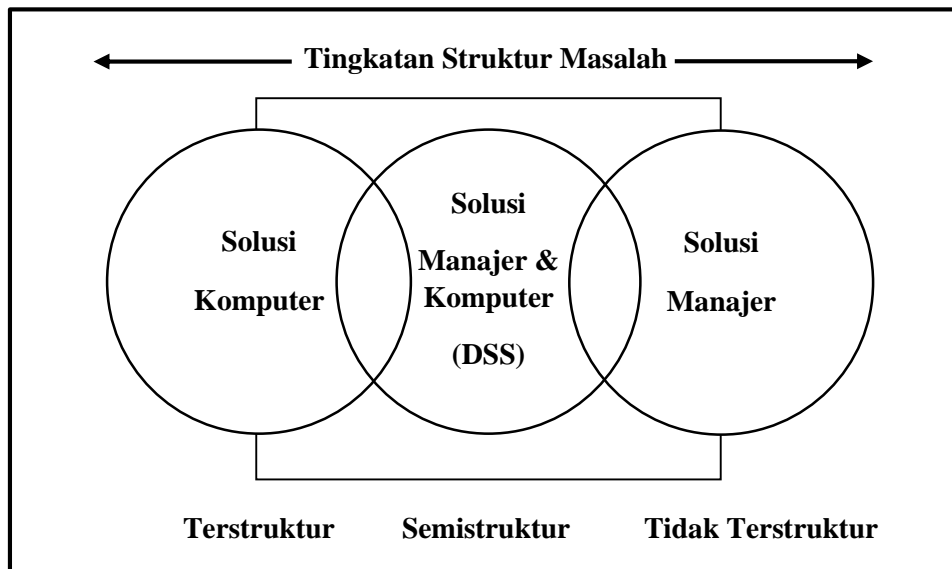 Tingkatan Struktur Masalah
Solusi
Komputer
Solusi
Manajer &
Komputer
(DSS)
Solusi
Manajer
Terstruktur
Semistruktur
Tidak Terstruktur